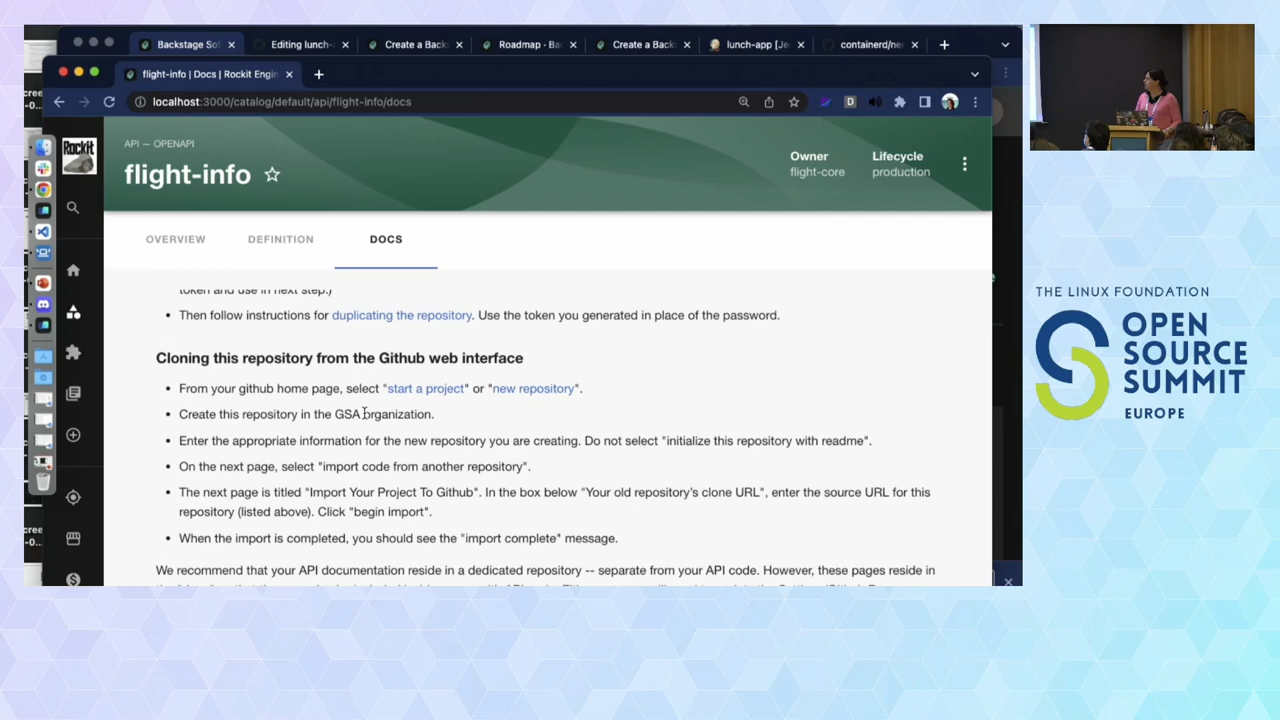 Backstage Sof
Editing lunch-
Create a Back
Roadmap · Ba
Create a Back
lunch-app [Je
containerd/ner
flight-info | Docs | Rockit Engin
localhost:3000/catalog/default/api/flight-info/docs
D
Rockit
API — OPENAPI
flight-info
Owner
flight-core
Lifecycle
production
OVERVIEW
DEFINITION
DOCS
token and use in next step.)
Then follow instructions for duplicating the repository. Use the token you generated in place of the password.
Cloning this repository from the Github web interface
From your github home page, select "start a project" or "new repository".
Create this repository in the GSA organization.
Enter the appropriate information for the new repository you are creating. Do not select "initialize this repository with readme".
On the next page, select "import code from another repository".
The next page is titled "Import Your Project To Github". In the box below "Your old repository's clone URL", enter the source URL for this
repository (listed above). Click "begin import".
When the import is completed, you should see the "import complete" message.
We recommend that your API documentation reside in a dedicated repository -- separate from your API code. However, these pages reside in
THE LINUX FOUNDATION
OPEN
SOURCE
SUMMIT
EUROPE